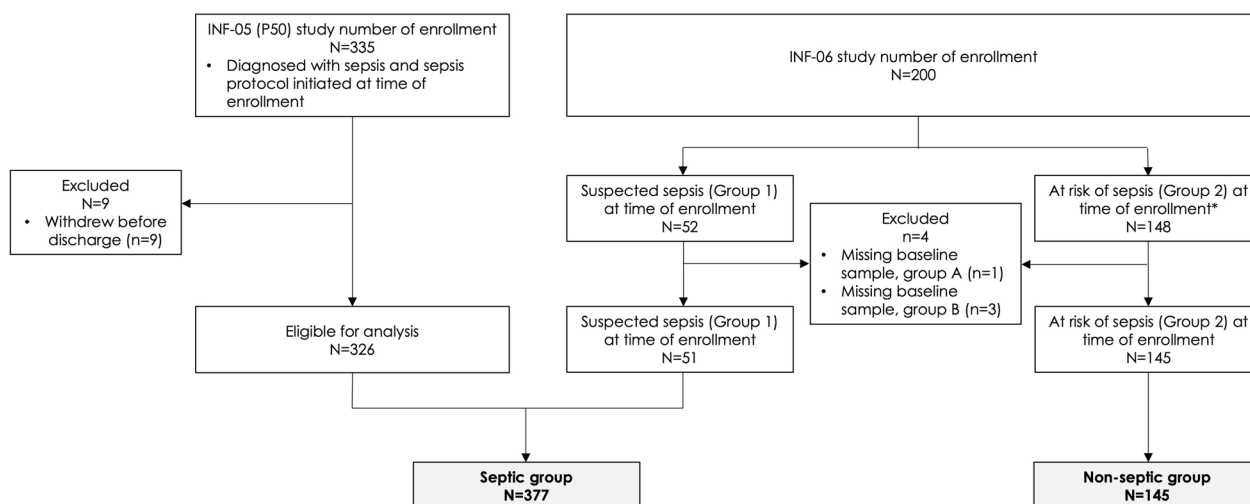 INF-05 (P50) study number of enrollment
N=335
• Diagnosed with sepsis and sepsis
protocol initiated at time of
enrollment
INF-06 study number of enrollment
N=200
Excluded
N=9
• Withdrew before
discharge (n=9)
Suspected sepsis (Group 1)
at time of enrollment
N=52
Excluded
n=4
• Missing baseline
sample, group A (n=1)
• Missing baseline
sample, group B (n=3)
At risk of sepsis (Group 2) at
time of enrollment*
N=148
Eligible for analysis
N=326
Suspected sepsis (Group 1)
at time of enrollment
N=51
At risk of sepsis (Group 2) at
time of enrollment
N=145
Septic group
N=377
Non-septic group
N=145